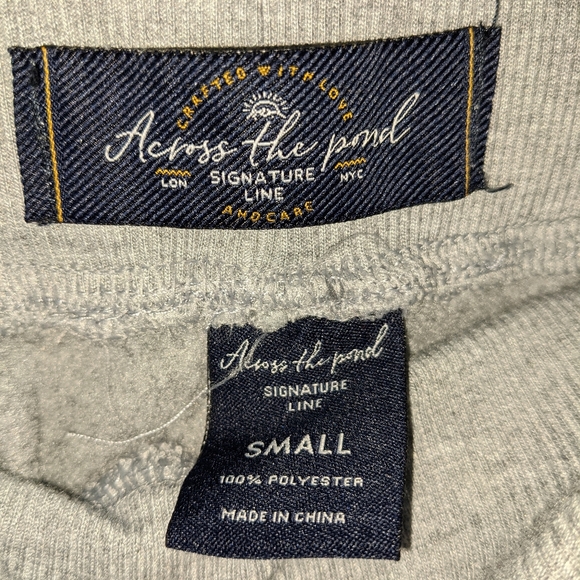 CRAFTED WITH LOVE
Across the pond
LON SIGNATURE NYC
LINE
AND CARE
Across the pond
SIGNATURE
LINE
SMALL
100% POLYESTER
MADE IN CHINA